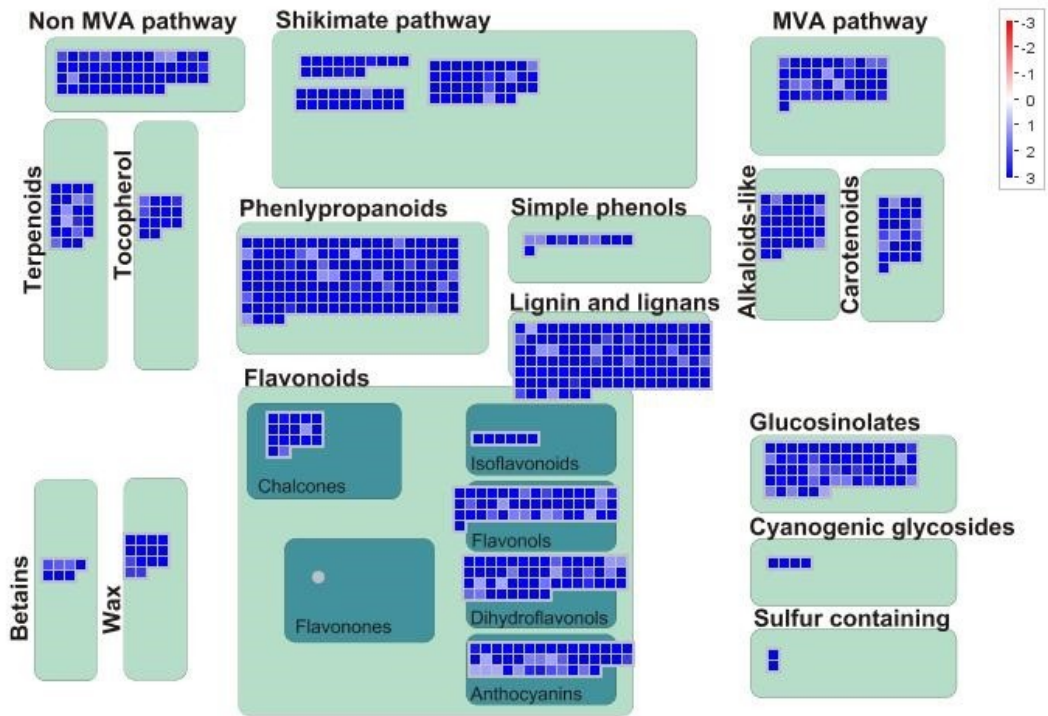 Non MVA pathway
Shikimate pathway
MVA pathway
-3
-2
-1
0
1
2
3
Terpenoids
Tocopherol
Phenlypropanoids
Simple phenols
Alkaloids-like
Carotenoids
Lignin and lignans
Flavonoids
Chalcones
Isoflavonoids
Flavonols
Flavonones
Dihydroflavonols
Anthocyanins
Glucosinolates
Cyanogenic glycosides
Sulfur containing
Betains
Wax